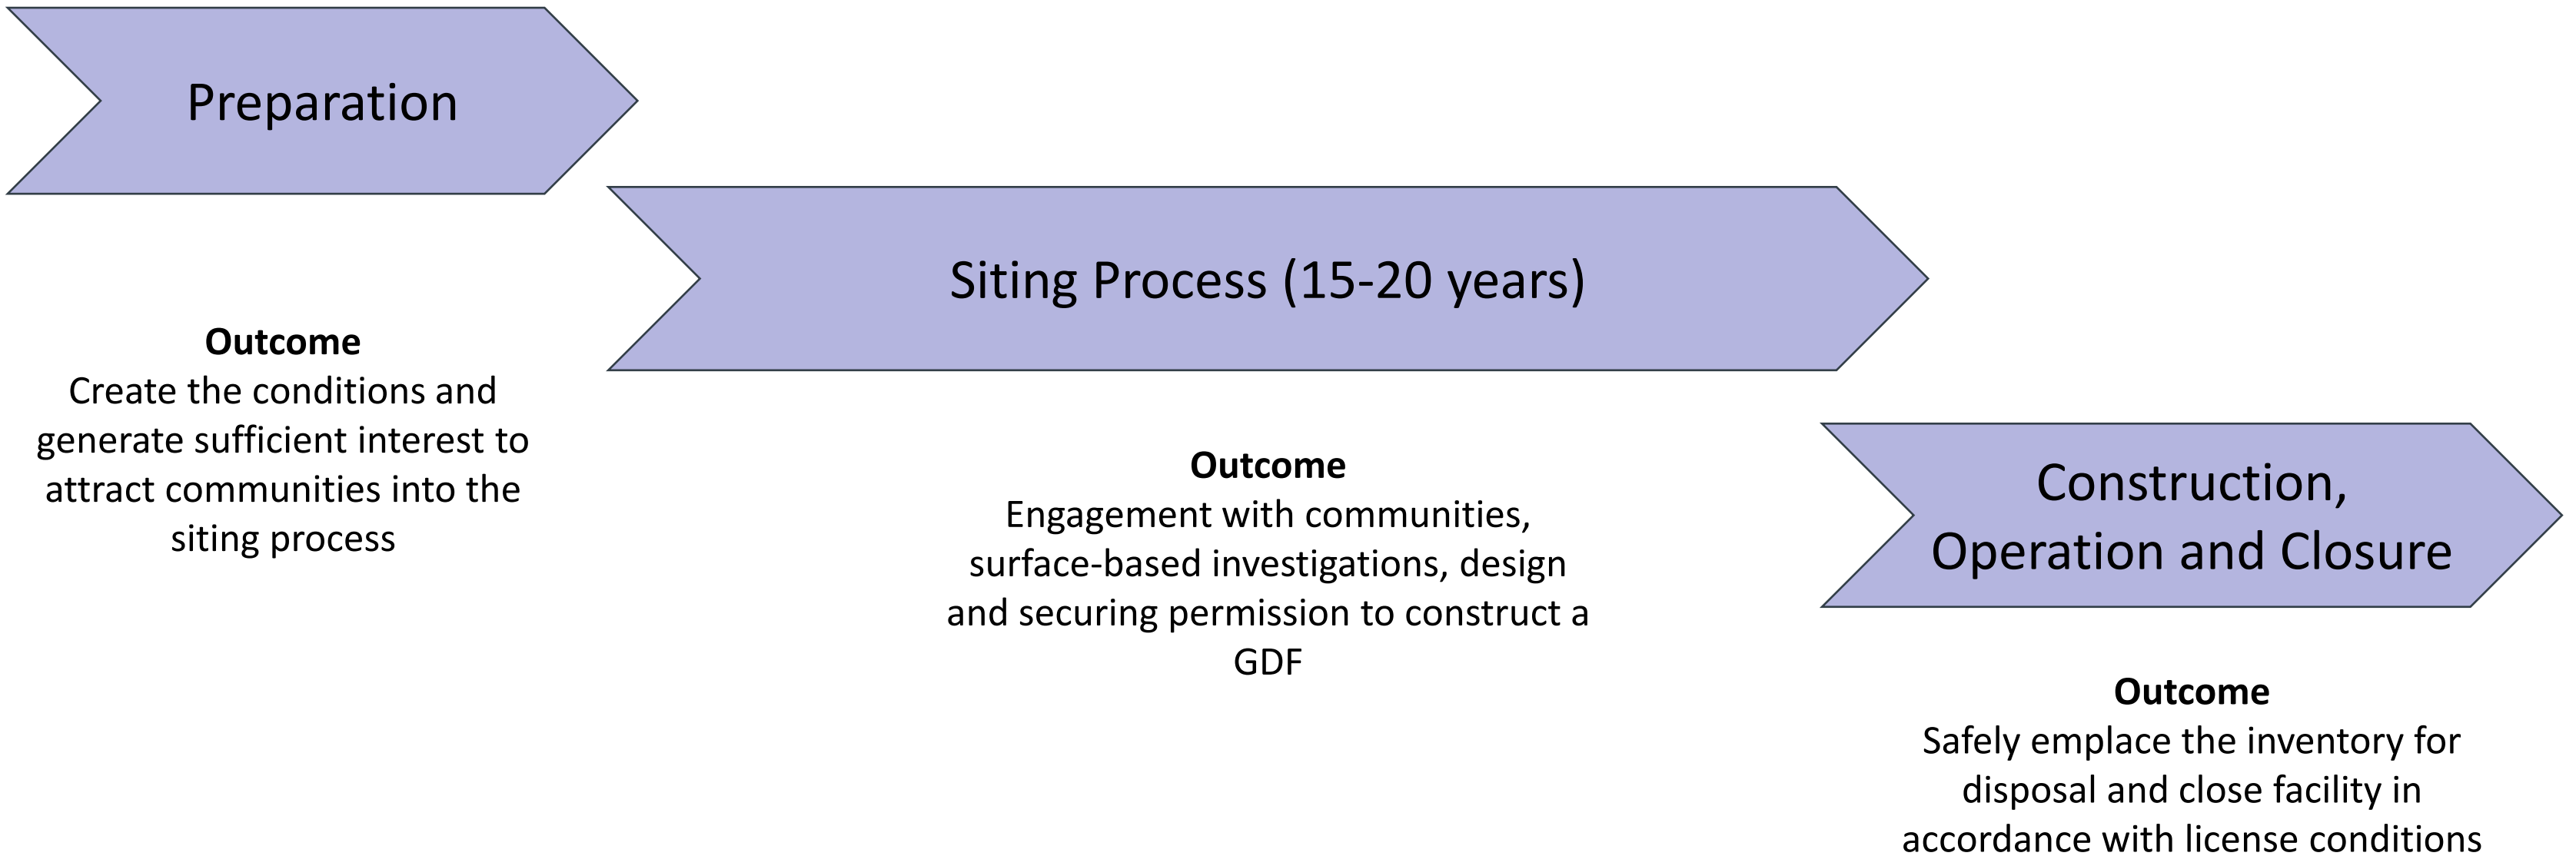 Preparation
Outcome
Create the conditions and
generate sufficient interest to
attract communities into the
siting process
Siting Process (15-20 years)
Outcome
Engagement with communities,
surface-based investigations, design
and securing permission to construct a
GDF
Construction,
Operation and Closure
Outcome
Safely emplace the inventory for
disposal and close facility in
accordance with license conditions